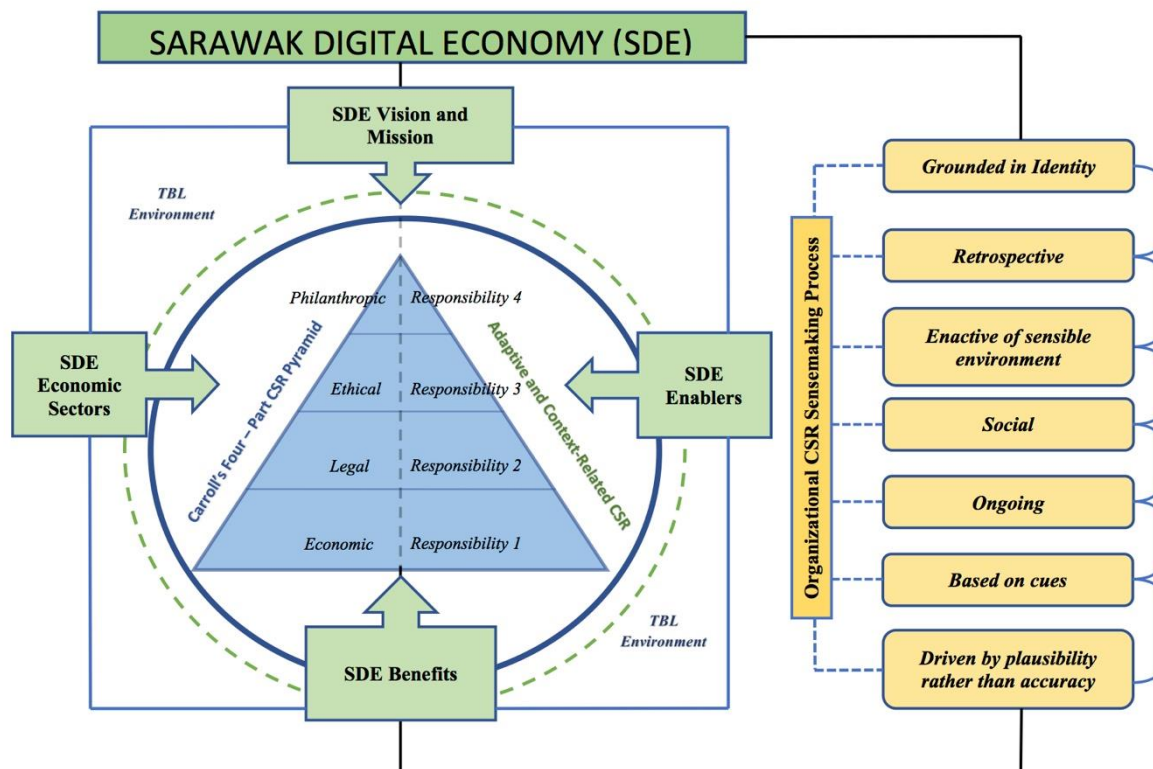 SARAWAK DIGITAL ECONOMY (SDE)
SDE Vision and
Mission
TBL
Environment
SDE
Economic
Sectors
SDE
Enablers
Carroll's Four – Part CSR Pyramid
Adaptive and Context-Related CSR
Philanthropic Responsibility 4
Ethical Responsibility 3
Legal Responsibility 2
Economic Responsibility 1
TBL
Environment
SDE Benefits
Organizational CSR Sensemaking Process
Grounded in Identity
Retrospective
Enactive of sensible
environment
Social
Ongoing
Based on cues
Driven by plausibility
rather than accuracy